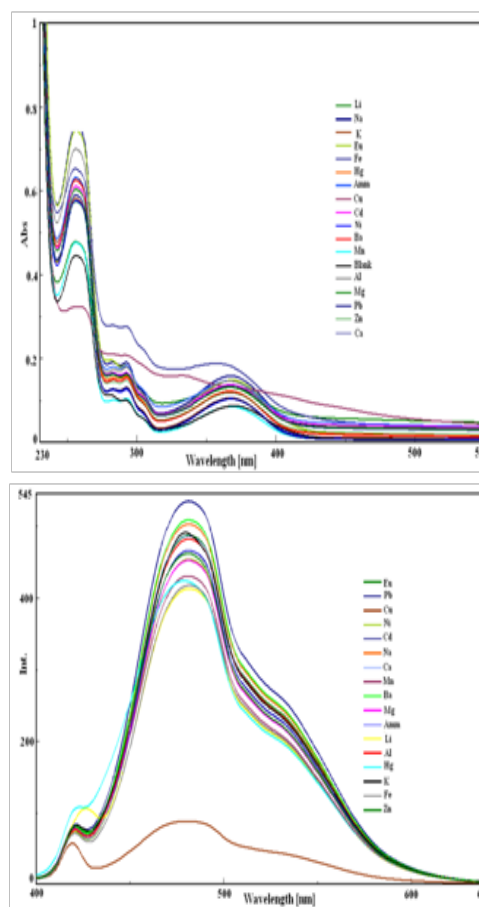 1
0.8
0.6
Abs
0.4
0.2
0
230
300
400
500
Wavelength [nm]
Li
Na
K
Eu
Fe
Hg
Amm
Cu
Cd
Ni
Ba
Mn
Blank
Al
Mg
Pb
Zn
Ca
545
400
Int.
200
0
400
500
600
Wavelength [nm]
Eu
Pb
Cu
Ni
Cd
Na
Ca
Mn
Ba
Mg
Amm
Li
Al
Hg
K
Fe
Zn